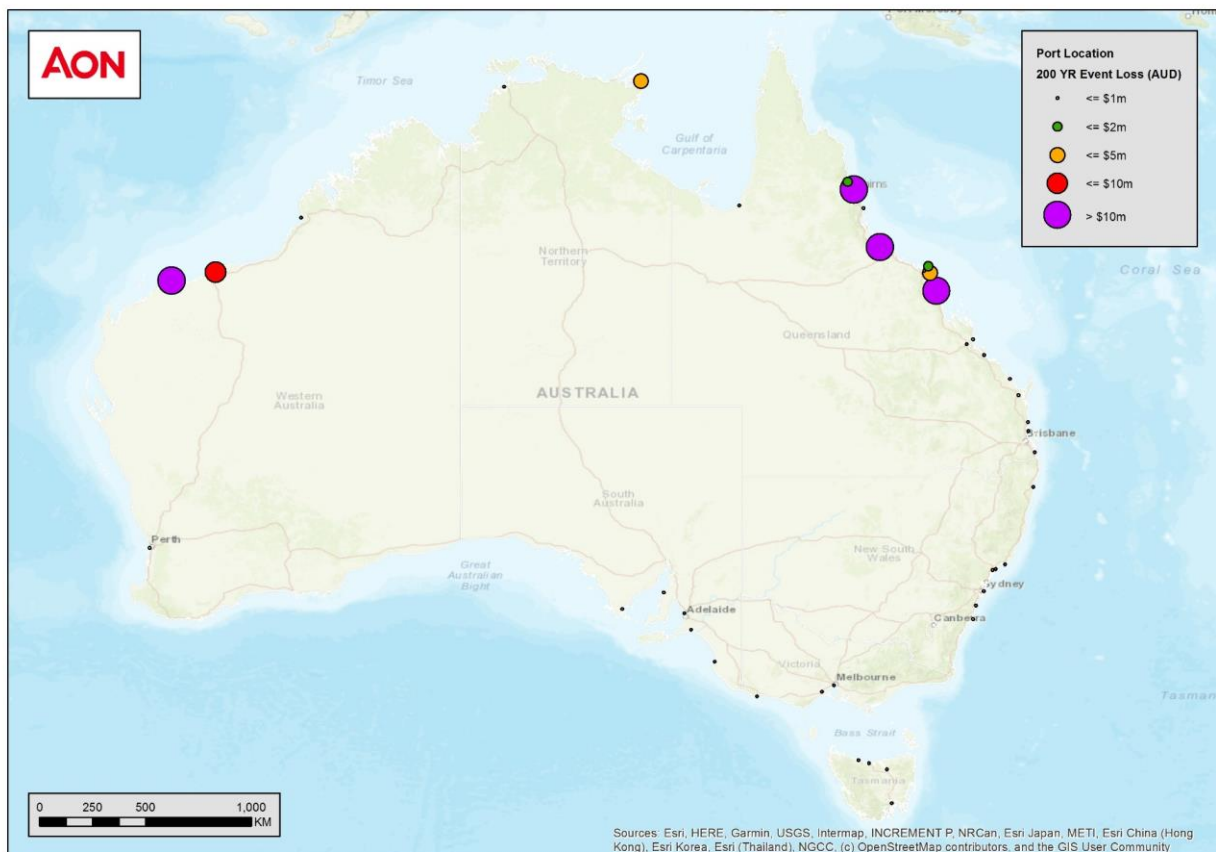 AON
Timor Sea
Gulf of
Carpentaria
Port Location
200 YR Event Loss (AUD)
<= $1m
<= $2m
<= $5m
<= $10m
> $10m
Coral Sea
Northern
Territory
Queensland
AUSTRALIA
Western
Australia
Brisbane
South
Australia
Perth
New South
Wales
Great
Australian
Bight
Sydney
Adelaide
Canberra
Victoria
Melbourne
Bass Strait
Tasmania
0 250 500 1,000
KM
Sources: Esri, HERE, Garmin, USGS, Intermap, INCREMENT P, NRCan, Esri Japan, METI, Esri China (Hong
Kong), Esri Korea, Esri (Thailand), NGCC, (c) OpenStreetMap contributors, and the GIS User Community